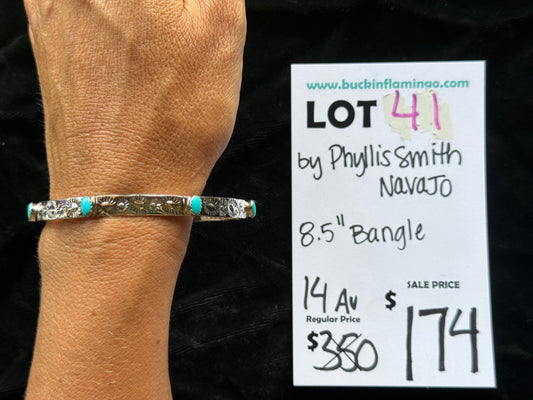 www.buckinflamingo.com
LOT 41
by Phyllis Smith
Navajo
8.5" Bangle
14 Av
Regular Price
$350
SALE PRICE
$174